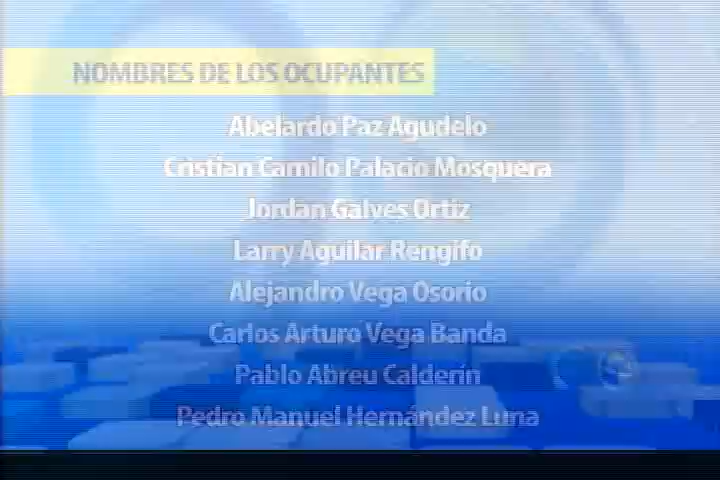 NOMBRES DE LOS OCUPANTES
Abelardo Paz Agudelo
Cristian Camilo Palacio Mosquera
Jordan Galves Ortiz
Larry Aguilar Rengifo
Alejandro Vega Osorio
Carlos Arturo Vega Banda
Pablo Abreu Calderín
Pedro Manuel Hernández Luna